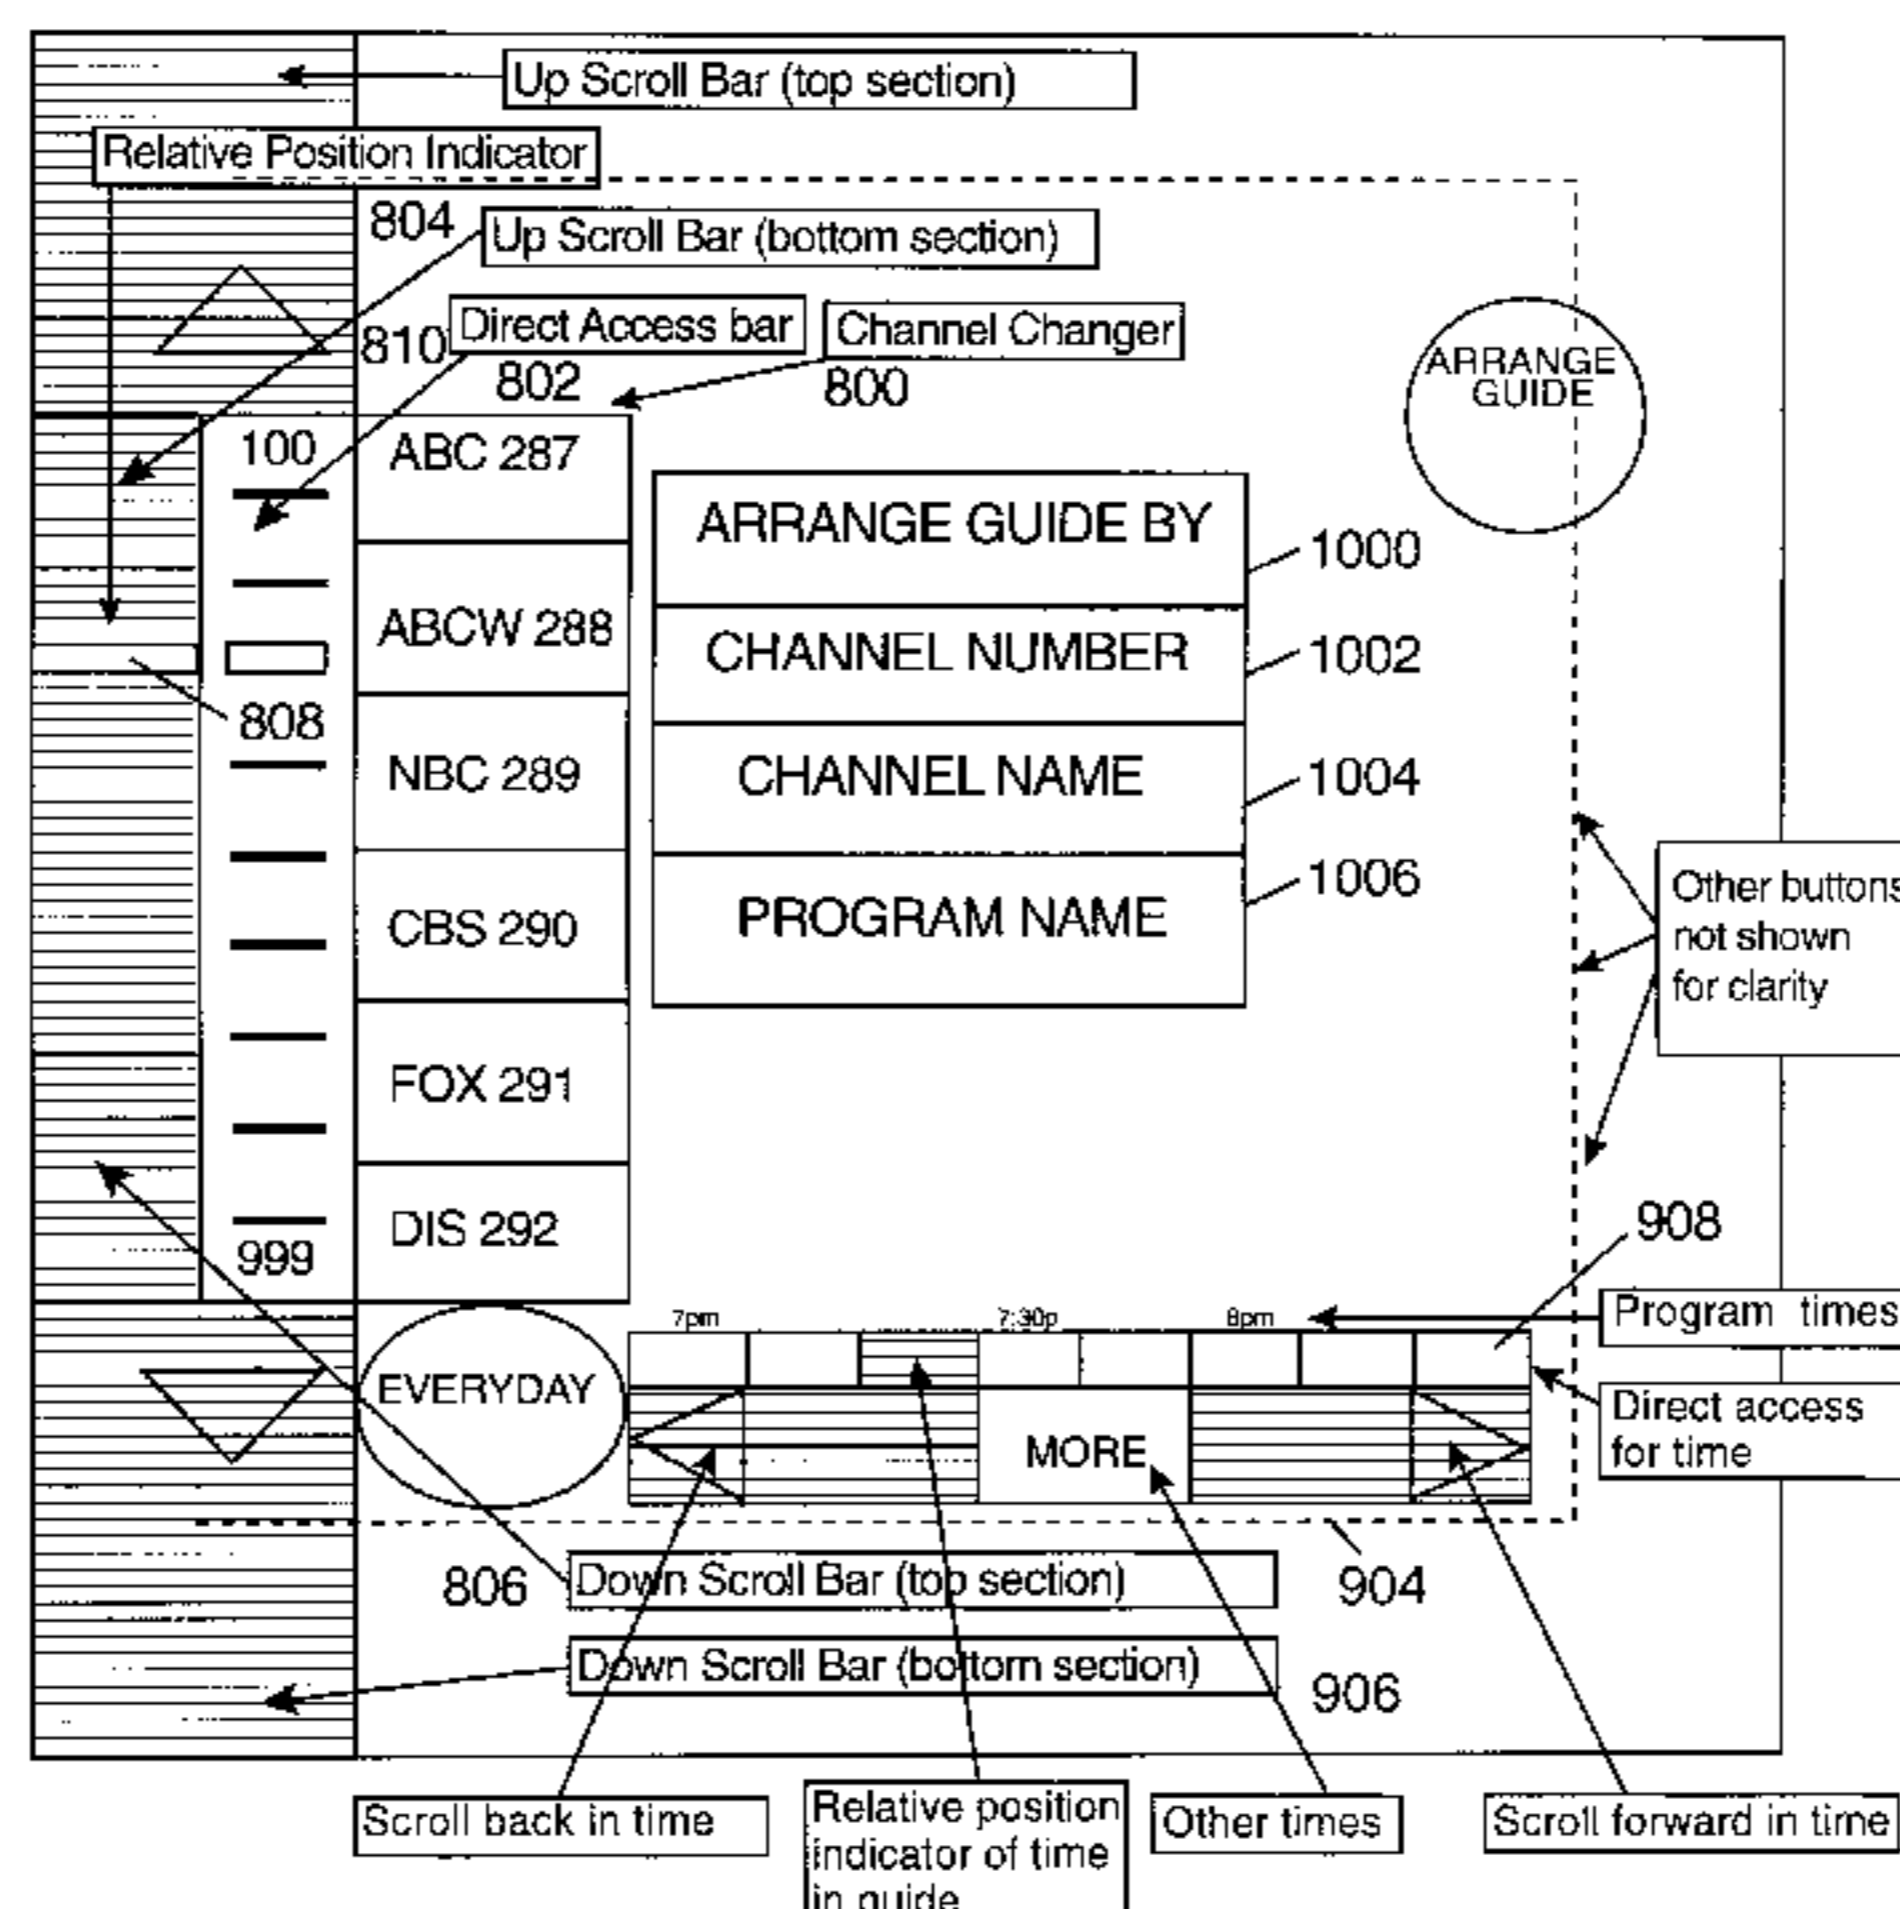 Up Scroll Bar (top section)
Relative Position Indicator
804
Up Scroll Bar (bottom section)
810
Direct Access bar
Channel Changer
802
800
ARRANGE
GUIDE
100
ABC 287
ARRANGE GUIDE BY
1000
ABCW 288
CHANNEL NUMBER
1002
808
NBC 289
CHANNEL NAME
1004
PROGRAM NAME
1006
Other buttons
not shown
for clarity
CBS 290
FOX 291
DIS 292
999
908
Program times
7pm
7:30p
8pm
EVERYDAY
Direct access
for time
MORE
806
Down Scroll Bar (top section)
904
Down Scroll Bar (bottom section)
906
Scroll back in time
Relative position
indicator of time
in guide
Other times
Scroll forward in time